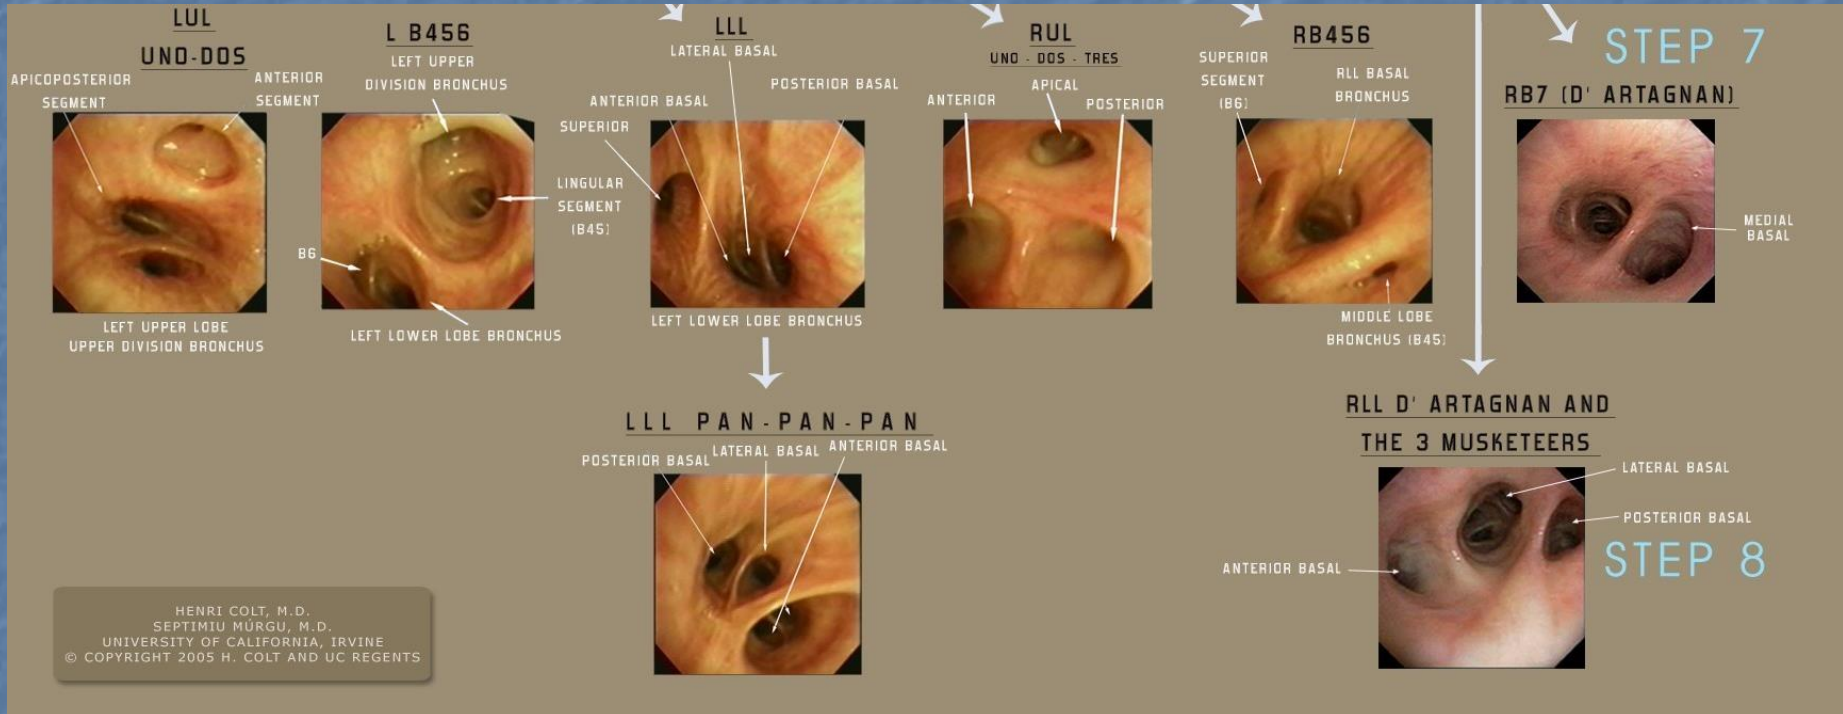 LUL
UNO-DOS
APICOPOSTERIOR
SEGMENT
ANTERIOR
SEGMENT
LEFT UPPER LOBE
UPPER DIVISION BRONCHUS
L B456
LEFT UPPER
DIVISION BRONCHUS
LINGULAR
SEGMENT
(B45)
B6
LEFT LOWER LOBE BRONCHUS
LLL
LATERAL BASAL
POSTERIOR BASAL
ANTERIOR BASAL
SUPERIOR
LEFT LOWER LOBE BRONCHUS
RUL
UNO - DOS - TRES
APICAL
ANTERIOR
POSTERIOR
RB456
SUPERIOR
SEGMENT
(B6)
RLL BASAL
BRONCHUS
MIDDLE LOBE
BRONCHUS (B45)
STEP 7
RB7 (D' ARTAGNAN)
MEDIAL
BASAL
LLL PAN-PAN-PAN
POSTERIOR BASAL
LATERAL BASAL
ANTERIOR BASAL
RLL D' ARTAGNAN AND
THE 3 MUSKETEERS
LATERAL BASAL
POSTERIOR BASAL
ANTERIOR BASAL
STEP 8
HENRI COLT, M.D.
SEPTIMIU MÚRGU, M.D.
UNIVERSITY OF CALIFORNIA, IRVINE
© COPYRIGHT 2005 H. COLT AND UC REGENTS